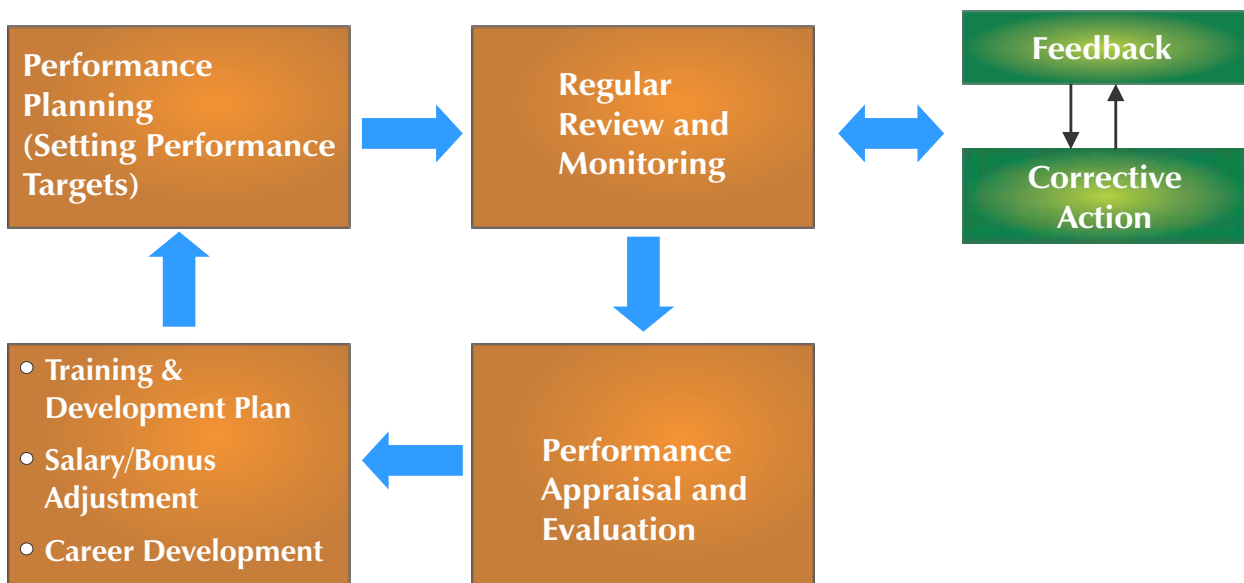 Performance
Planning
(Setting Performance
Targets)
Regular
Review and
Monitoring
Feedback
Corrective
Action
• Training &
Development Plan
• Salary/Bonus
Adjustment
• Career Development
Performance
Appraisal and
Evaluation